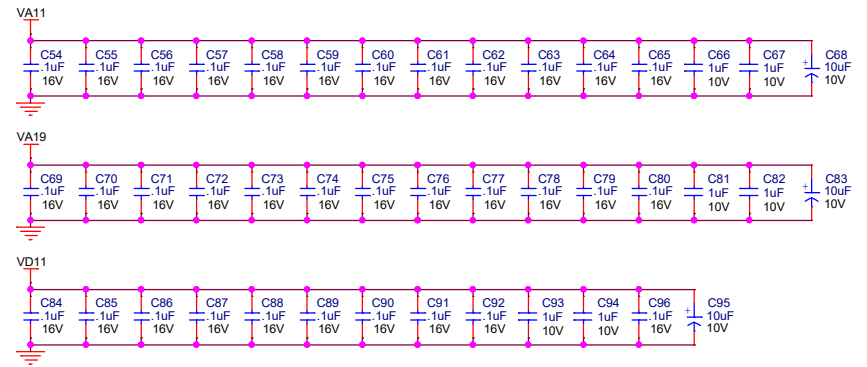 VA11
C54 C55 C56 C57 C58 C59 C60 C61 C62 C63 C64 C65 C66 C67 C68
.1uF .1uF .1uF .1uF .1uF .1uF .1uF .1uF .1uF .1uF .1uF .1uF 1uF 1uF + 10uF
16V 16V 16V 16V 16V 16V 16V 16V 16V 16V 16V 16V 10V 10V 10V
VA19
C69 C70 C71 C72 C73 C74 C75 C76 C77 C78 C79 C80 C81 C82 C83
.1uF .1uF .1uF .1uF .1uF .1uF .1uF .1uF .1uF .1uF .1uF .1uF 1uF 1uF + 10uF
16V 16V 16V 16V 16V 16V 16V 16V 16V 16V 16V 16V 10V 10V 10V
VD11
C84 C85 C86 C87 C88 C89 C90 C91 C92 C93 C94 C96 C95
.1uF .1uF .1uF .1uF .1uF .1uF .1uF .1uF .1uF 1uF 1uF .1uF + 10uF
16V 16V 16V 16V 16V 16V 16V 16V 16V 10V 10V 16V 10V